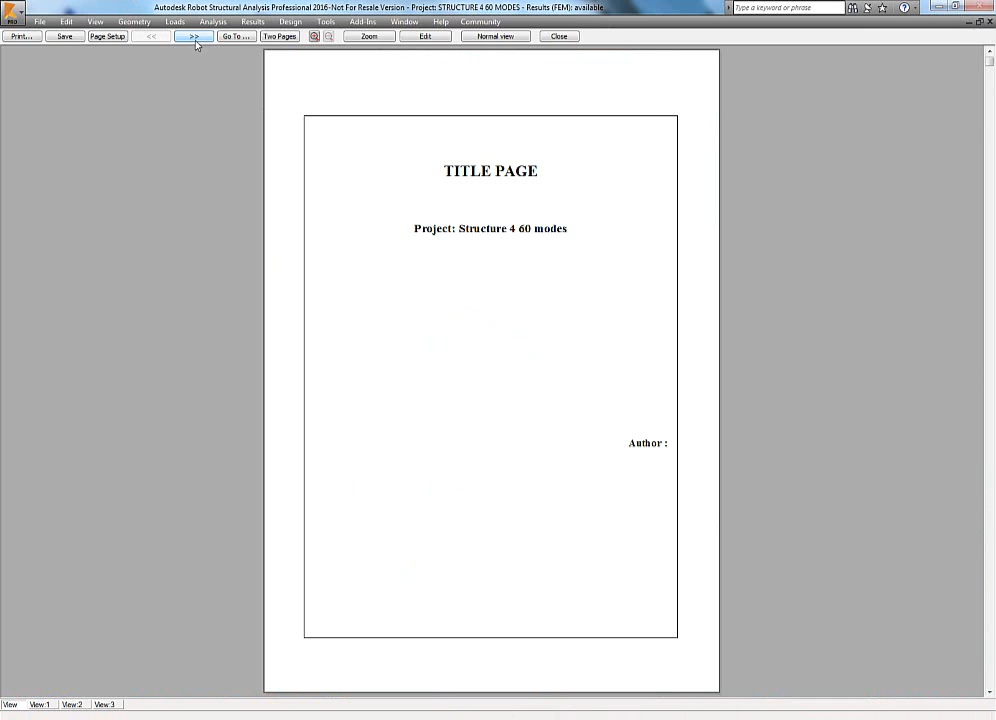 Autodesk Robot Structural Analysis Professional 2016-Not For Resale Version - Project: STRUCTURE 4 60 MODES - Results (FEM): available
Type a keyword or phrase
PRO
File Edit View Geometry Loads Analysis Results Design Tools Add-Ins Window Help Community
Print... Save Page Setup << >> Go To ... Two Pages Zoom Edit Normal view Close
TITLE PAGE
Project: Structure 4 60 modes
Author :
View View:1 View:2 View:3